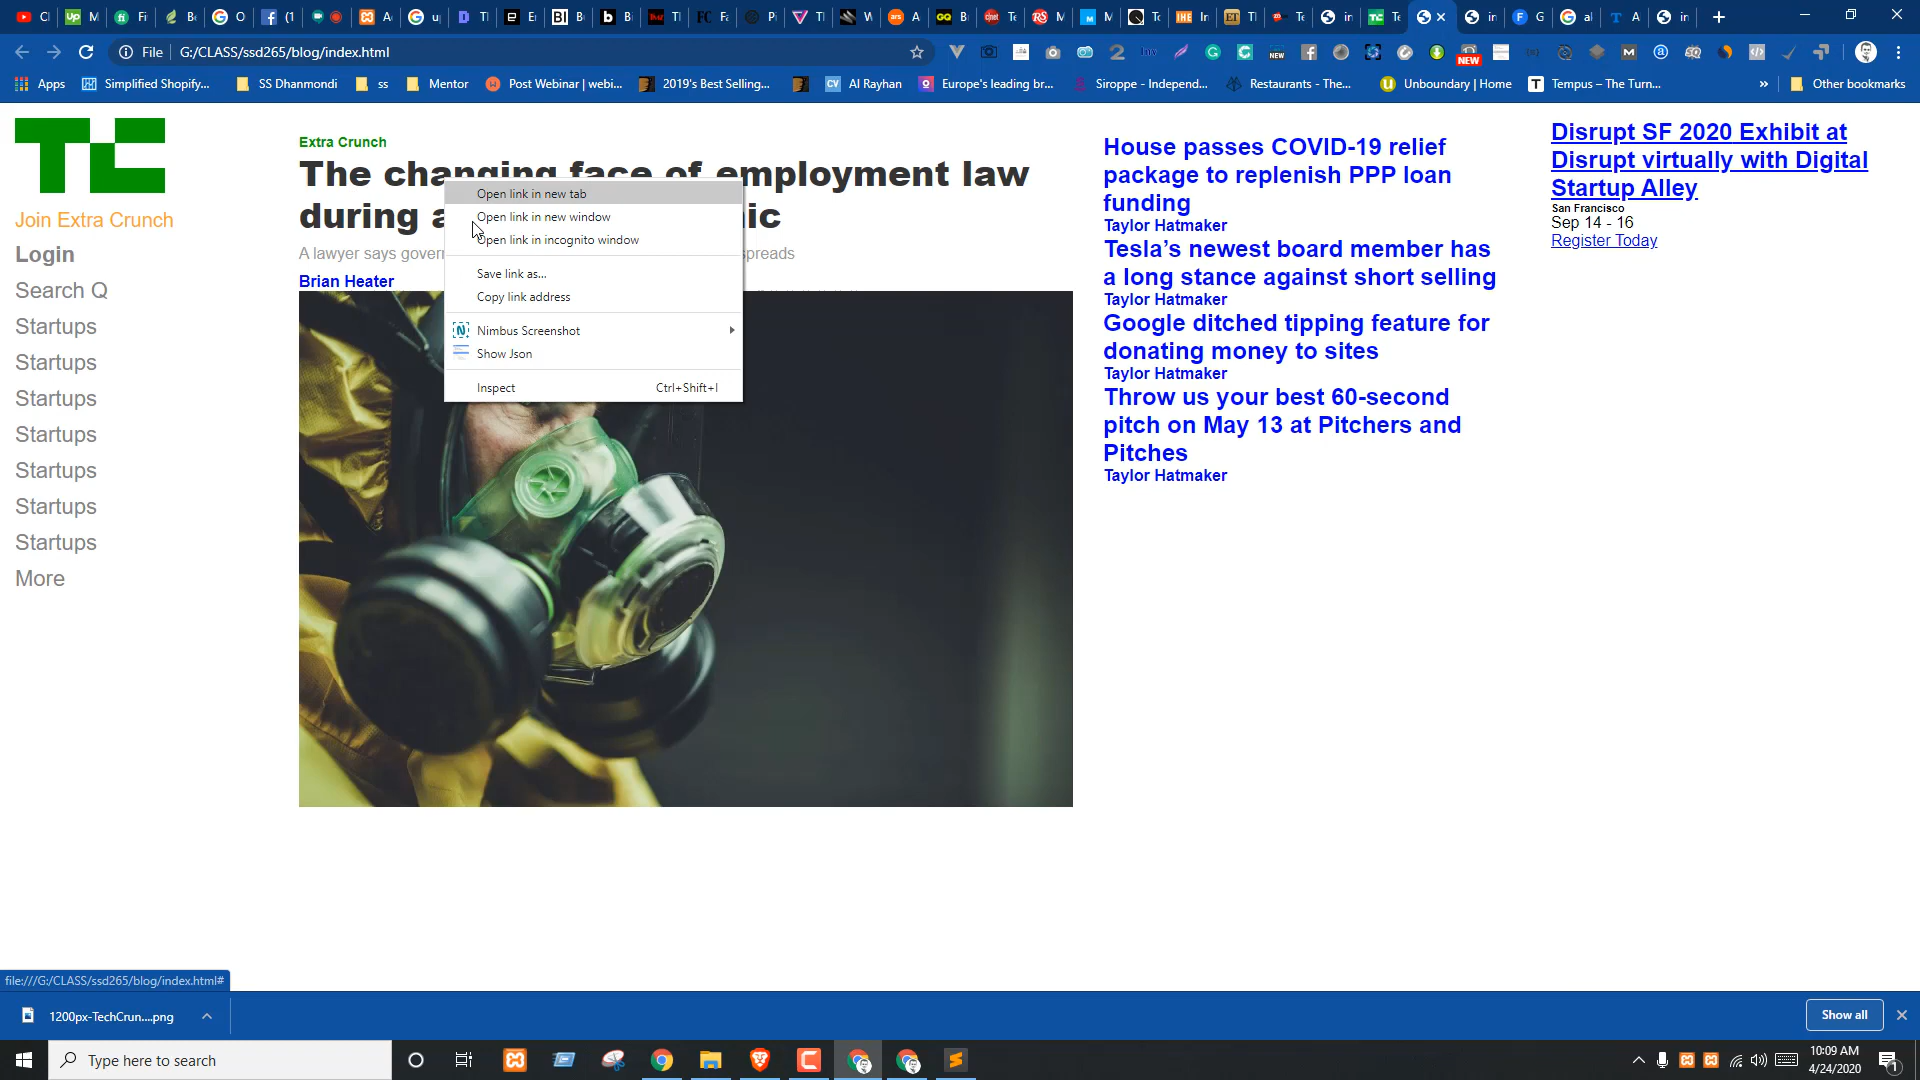 File
G:/CLASS/ssd265/blog/index.html
NEW
NEW
Apps
Simplified Shopify...
SS Dhanmondi
ss
Mentor
Post Webinar | webi...
2019's Best Selling...
Al Rayhan
Europe's leading br...
Siroppe - Independ...
Restaurants - The...
Unboundary | Home
Tempus – The Turn...
Other bookmarks
TC
Join Extra Crunch
Login
Search Q
Startups
Startups
Startups
Startups
Startups
Startups
Startups
More
Extra Crunch
The changing face of employment law
during a
ic
A lawyer says gover
spreads
Brian Heater
Open link in new tab
Open link in new window
Open link in incognito window
Save link as...
Copy link address
Nimbus Screenshot
Show Json
Inspect Ctrl+Shift+I
House passes COVID-19 relief
package to replenish PPP loan
funding
Taylor Hatmaker
Tesla’s newest board member has
a long stance against short selling
Taylor Hatmaker
Google ditched tipping feature for
donating money to sites
Taylor Hatmaker
Throw us your best 60-second
pitch on May 13 at Pitchers and
Pitches
Taylor Hatmaker
Disrupt SF 2020 Exhibit at
Disrupt virtually with Digital
Startup Alley
San Francisco
Sep 14 - 16
Register Today
file:///G:/CLASS/ssd265/blog/index.html#
1200px-TechCrun....png
Show all
Type here to search
10:09 AM
4/24/2020
1